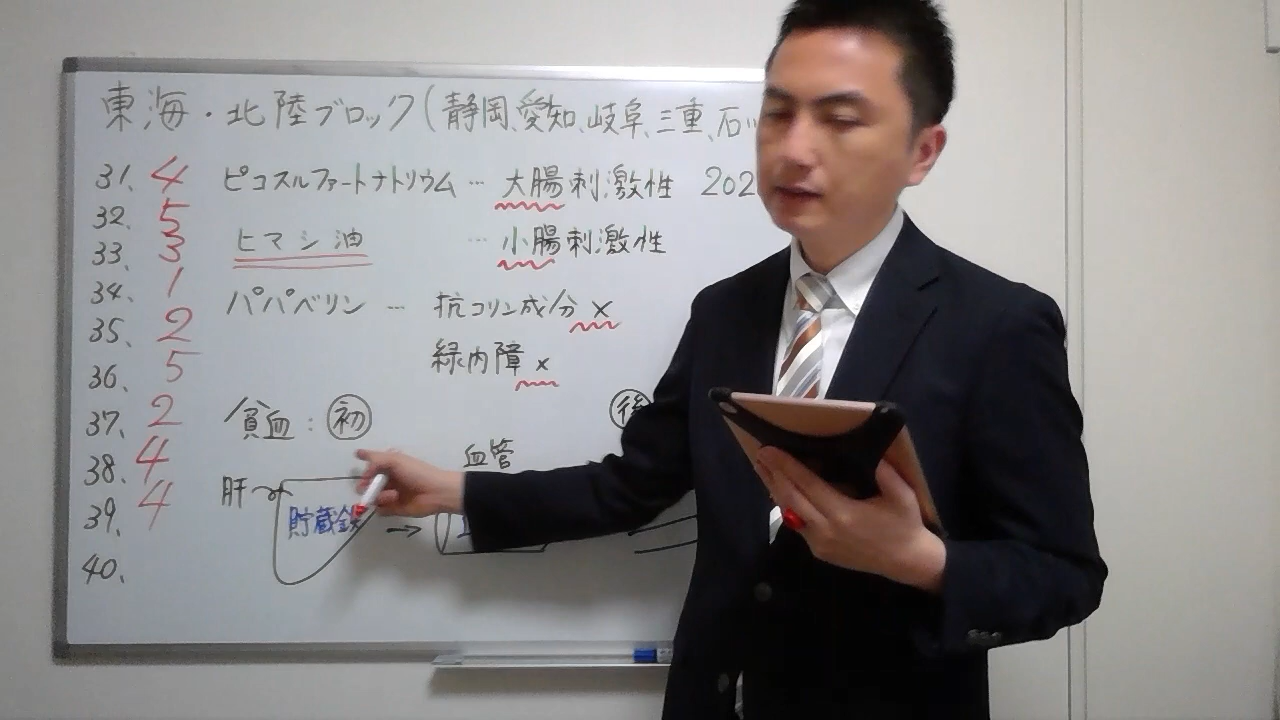 東海・北陸ブロック(静岡、愛知、岐阜、三重、石
31、4 ピコスルファートナトリウム … 大腸刺激性 202
32、5
33、3 ヒマシ油 … 小腸刺激性
34、1 パパベリン … 抗コリン成分 ×
35、2
36、5 緑内障 ×
37、2 貧血：初 後
38、4 血管
39、4 肝 貯蔵鉄 →
40、